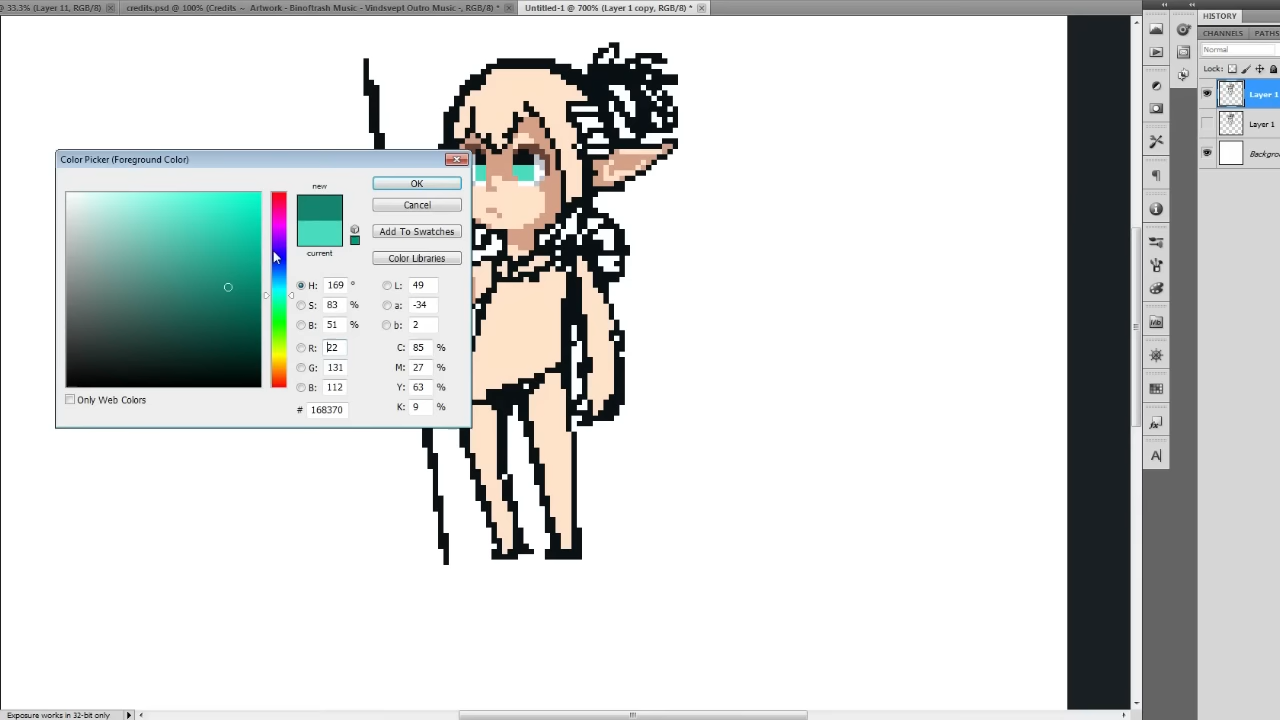 @ 33.3% (Layer 11, RGB/8)
credits.psd @ 100% (Credits ~ Artwork - Binoftrash Music - Vindsvept Outro Music -, RGB/8) *
Untitled-1 @ 700% (Layer 1 copy, RGB/8) *
HISTORY
CHANNELS
PATHS
Normal
Lock:
Layer 1
Layer 1
Backgro
Color Picker (Foreground Color)
new
current
OK
Cancel
Add To Swatches
Color Libraries
H: 169 °
L: 49
S: 83 %
a: -34
B: 51 %
b: 2
R: 22
C: 85 %
G: 131
M: 27 %
B: 112
Y: 63 %
# 168370
K: 9 %
Only Web Colors
Mb
fx
A
Exposure works in 32-bit only